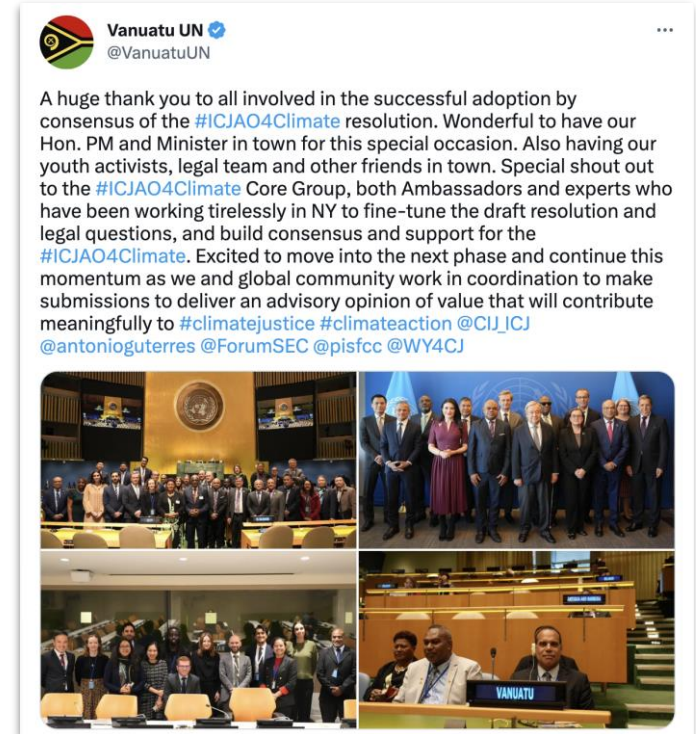 Vanuatu UN
@VanuatuUN
A huge thank you to all involved in the successful adoption by
consensus of the #ICJAO4Climate resolution. Wonderful to have our
Hon. PM and Minister in town for this special occasion. Also having our
youth activists, legal team and other friends in town. Special shout out
to the #ICJAO4Climate Core Group, both Ambassadors and experts who
have been working tirelessly in NY to fine-tune the draft resolution and
legal questions, and build consensus and support for the
#ICJAO4Climate. Excited to move into the next phase and continue this
momentum as we and global community work in coordination to make
submissions to deliver an advisory opinion of value that will contribute
meaningfully to #climatejustice #climateaction @CIJ_ICJ
@antonioguterres @ForumSEC @pisfcc @WY4CJ
VANUATU